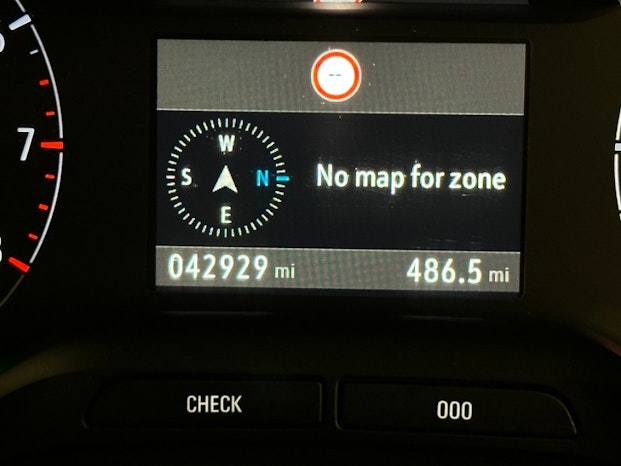 --
W
S N No map for zone
E
042929 mi 486.5 mi
7
CHECK 000